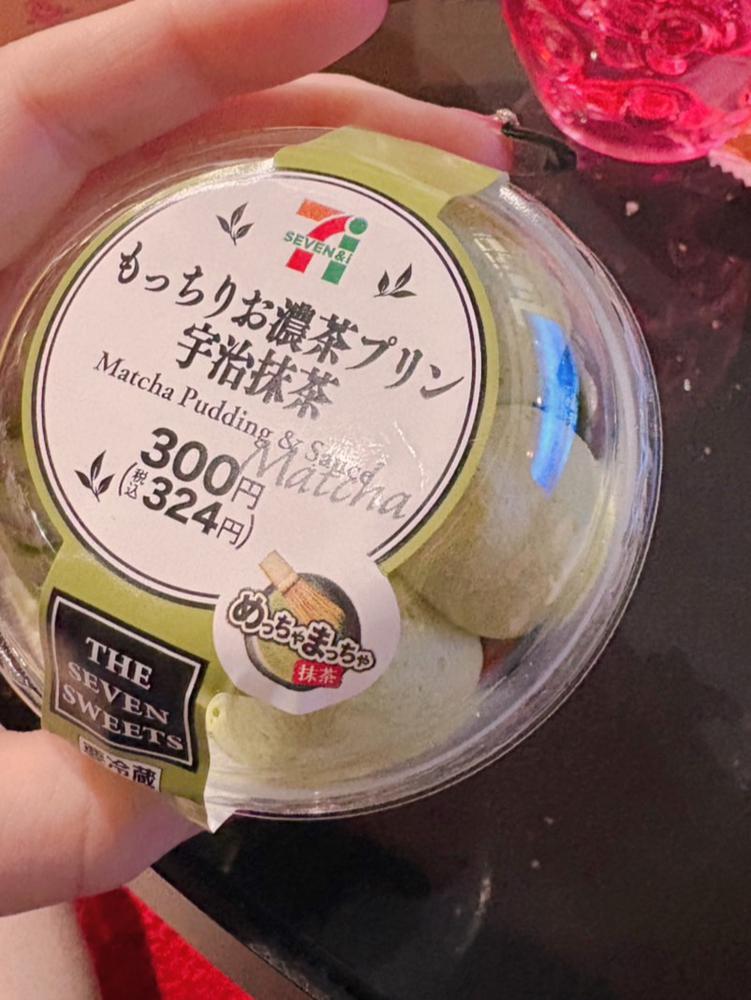 SEVEN&i
もっちりお濃茶プリン
宇治抹茶
Matcha Pudding & Sauce
Matcha
300円
(税込324円)
めっちゃまっちゃ
抹茶
THE
SEVEN
SWEETS
要冷蔵